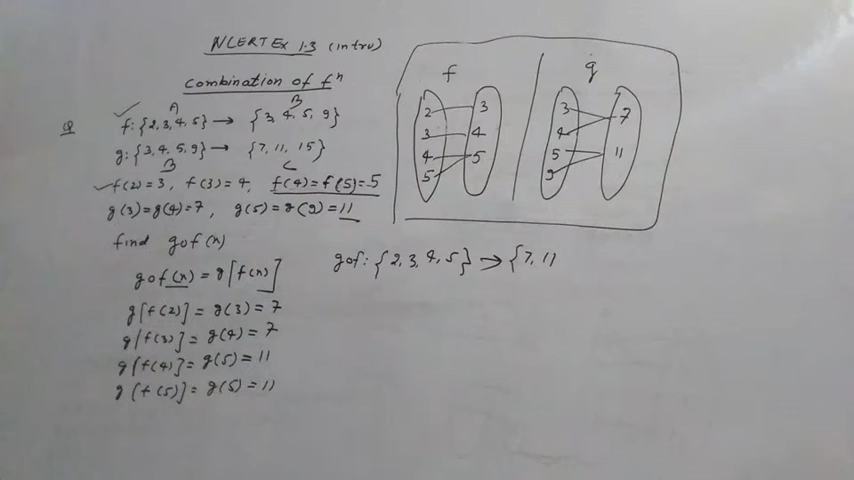 NCERT Ex 1.3 (intru)
combination of fⁿ
Q
A B
f: {2, 3, 4, 5} → {3, 4, 5, 9}
g: {3, 4, 5, 9} → {7, 11, 15}
B C
f(2) = 3, f(3) = 4, f(4) = f(5) = 5
g(3) = g(4) = 7, g(5) = g(9) = 11
find gof(x)
gof(x) = g[f(x)]
g[f(2)] = g(3) = 7
g[f(3)] = g(4) = 7
g[f(4)] = g(5) = 11
g[f(5)] = g(5) = 11
f
2 3
3 4
4 5
5
g
3 7
4
5 11
9
gof: {2, 3, 4, 5} → {7, 11